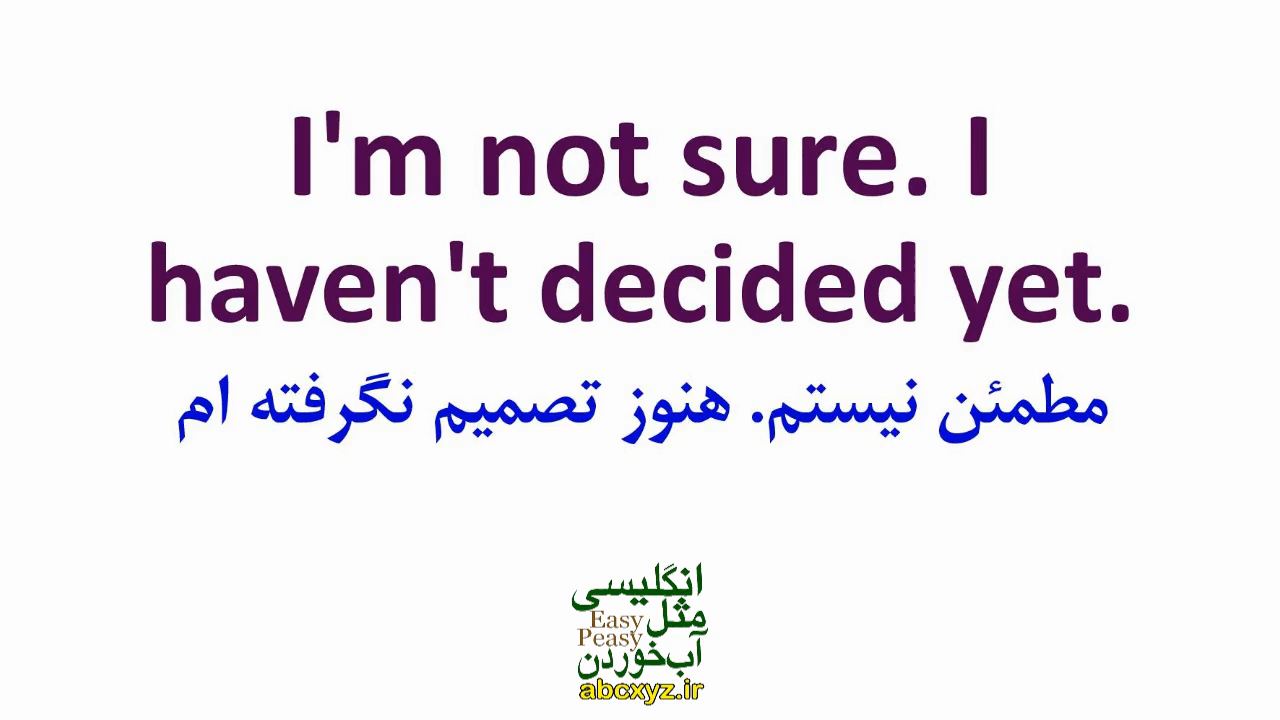 I'm not sure. I
haven't decided yet.
مطمئن نیستم. هنوز تصمیم نگرفته ام
انگلیسی
مثل
Easy
Peasy
آب‌خوردن
abcxyz.ir